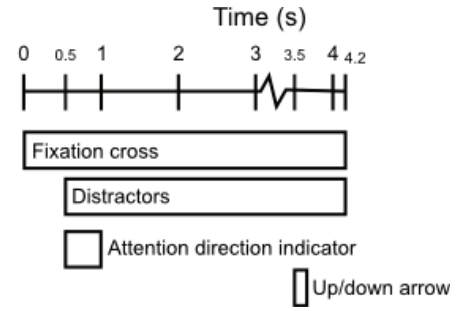 Time (s)
0 0.5 1 2 3 3.5 4 4.2
Fixation cross
Distractors
Attention direction indicator
Up/down arrow